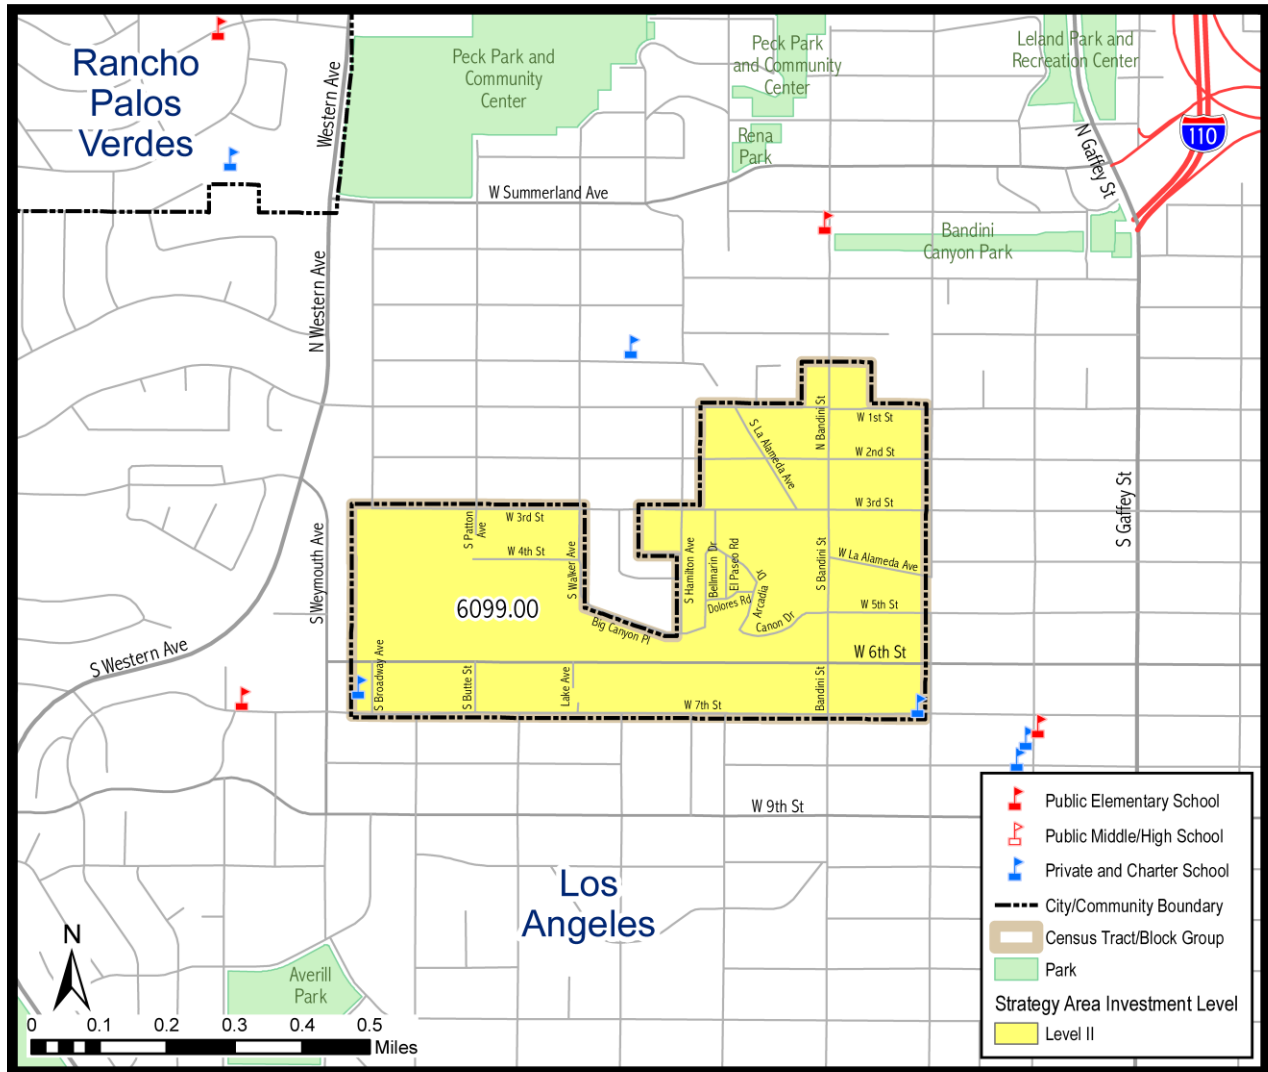 Rancho
Palos
Verdes
Western Ave
Peck Park and
Community
Center
Peck Park
and Community
Center
Leland Park and
Recreation Center
Rena
Park
N Gaffey St
110
W Summerland Ave
Bandini
Canyon Park
N Western Ave
N Bandini St
W 1st St
S La Alameda Ave
W 2nd St
W 3rd St
S Gaffey St
S Patton
Ave
W 3rd St
W 4th St
S Walker Ave
S Weymouth Ave
S Hamilton Ave
Bellmarin Dr
El Paseo Rd
Arcadia
Dr
S Bandini St
W La Alameda Ave
6099.00
Dolores Rd
W 5th St
Canon Dr
Big Canyon Pl
S Western Ave
W 6th St
S Broadway Ave
S Butte St
Lake Ave
Bandini St
W 7th St
W 9th St
Los
Angeles
Averill
Park
N
0 0.1 0.2 0.3 0.4 0.5
Miles
Public Elementary School
Public Middle/High School
Private and Charter School
City/Community Boundary
Census Tract/Block Group
Park
Strategy Area Investment Level
Level II